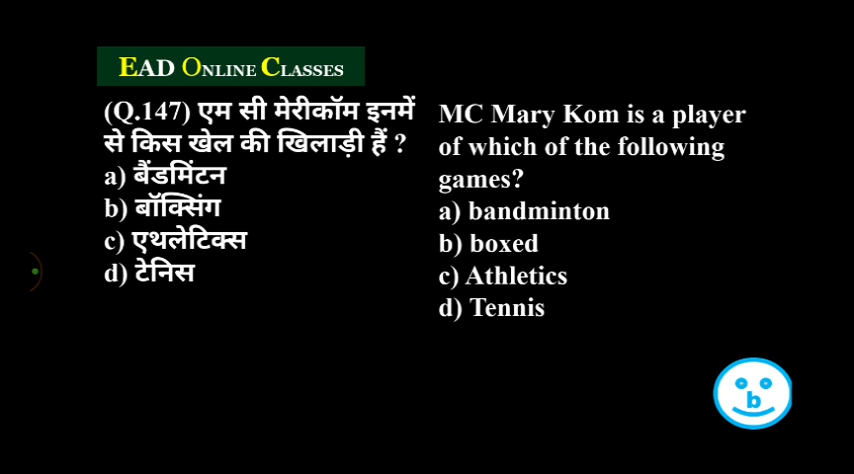 EAD ONLINE CLASSES
(Q.147) एम सी मेरीकॉम इनमें
से किस खेल की खिलाड़ी हैं ?
a) बैंडमिंटन
b) बॉक्सिंग
c) एथलेटिक्स
d) टेनिस
MC Mary Kom is a player
of which of the following
games?
a) bandminton
b) boxed
c) Athletics
d) Tennis
b